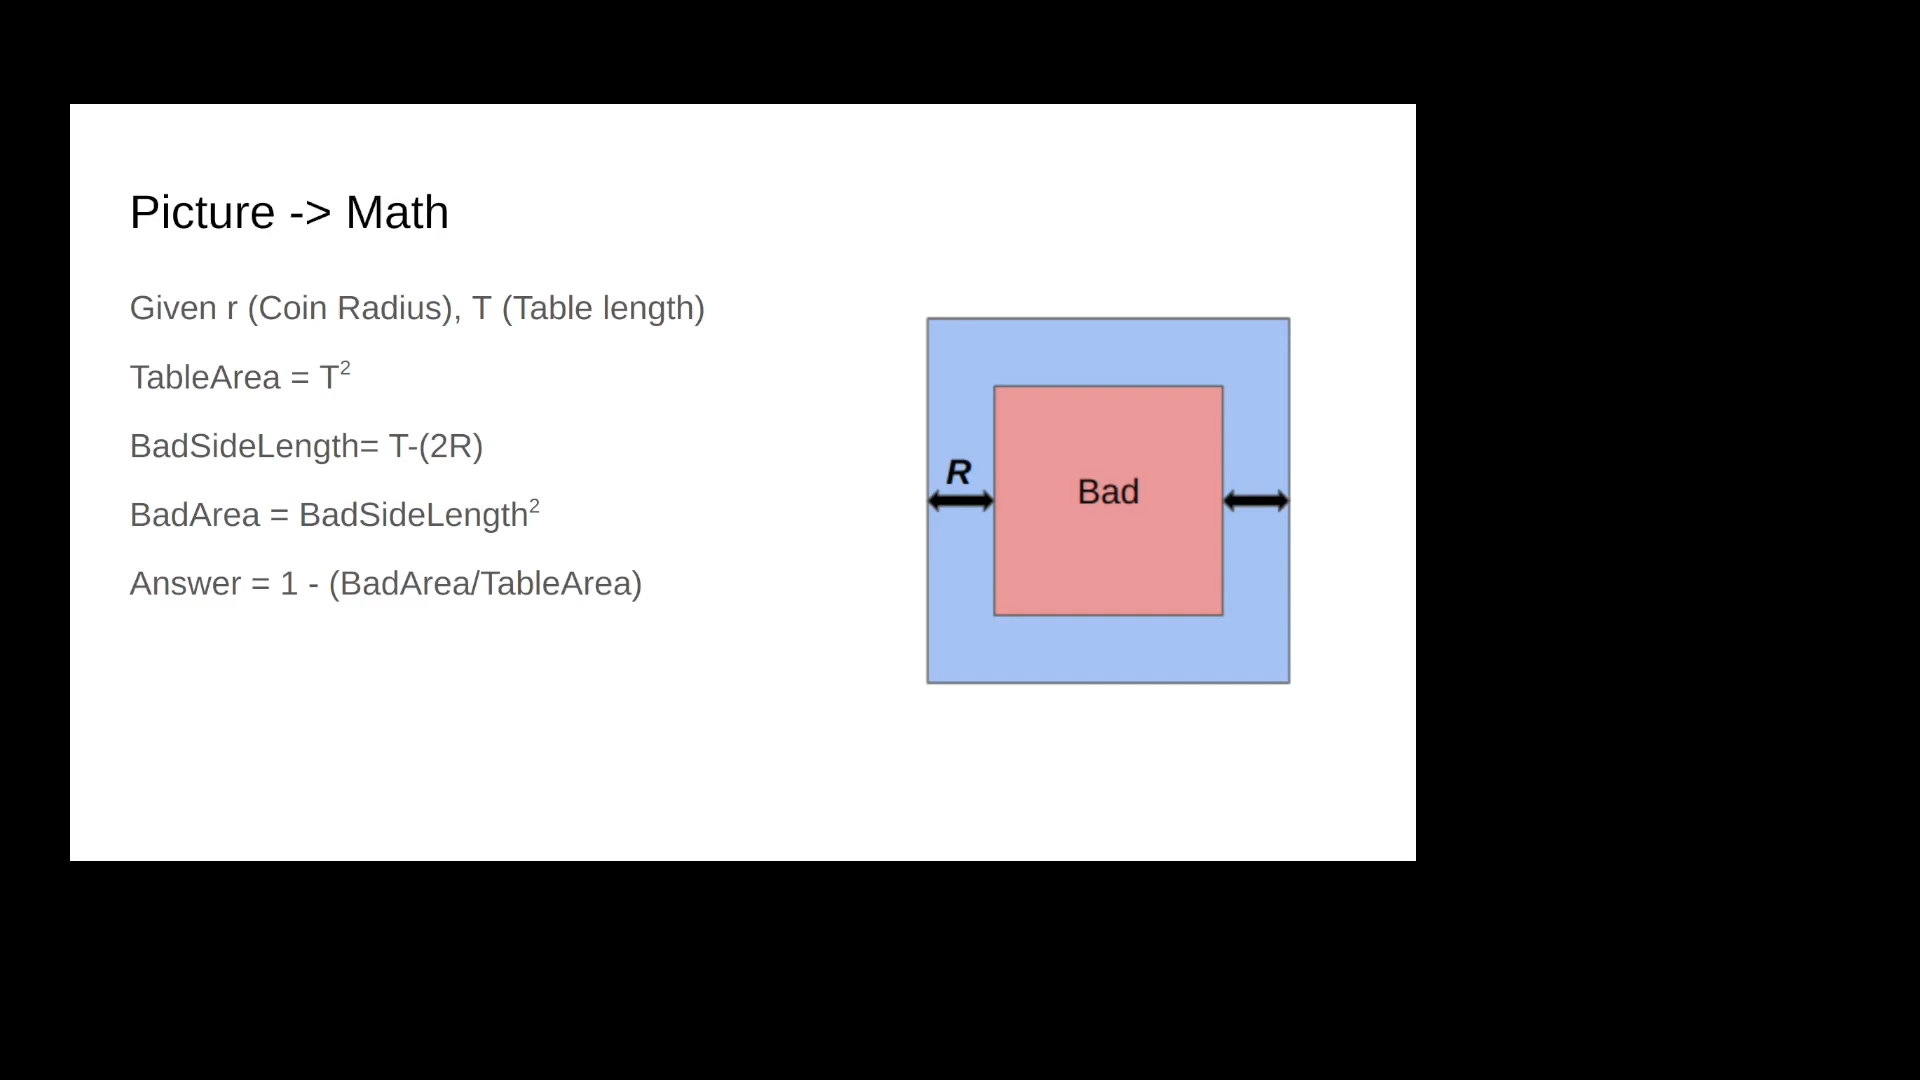 Picture -> Math
Given r (Coin Radius), T (Table length)
TableArea = T²
BadSideLength= T-(2R)
BadArea = BadSideLength²
Answer = 1 - (BadArea/TableArea)
R
Bad